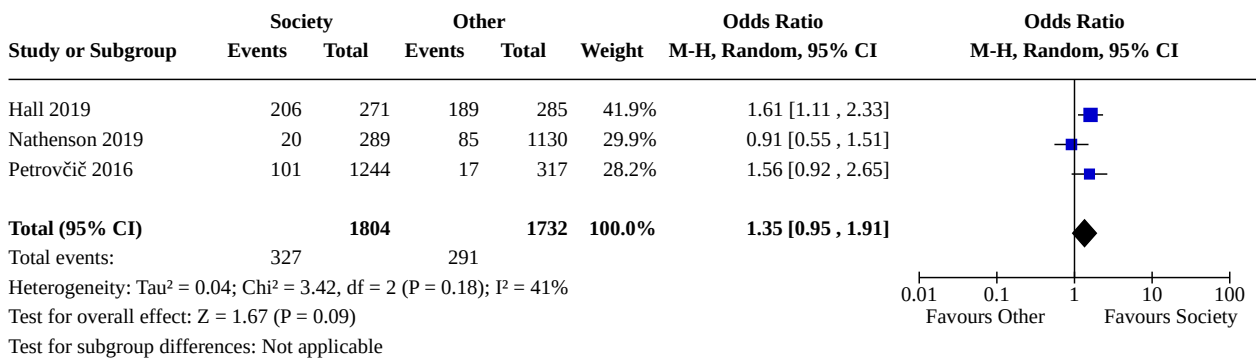 Society Other Odds Ratio Odds Ratio
Study or Subgroup Events Total Events Total Weight M-H, Random, 95% CI M-H, Random, 95% CI
Hall 2019 206 271 189 285 41.9% 1.61 [1.11 , 2.33]
Nathenson 2019 20 289 85 1130 29.9% 0.91 [0.55 , 1.51]
Petrovčič 2016 101 1244 17 317 28.2% 1.56 [0.92 , 2.65]
Total (95% CI) 1804 1732 100.0% 1.35 [0.95 , 1.91]
Total events: 327 291
Heterogeneity: Tau² = 0.04; Chi² = 3.42, df = 2 (P = 0.18); I² = 41%
0.01 0.1 1 10 100
Test for overall effect: Z = 1.67 (P = 0.09) Favours Other Favours Society
Test for subgroup differences: Not applicable